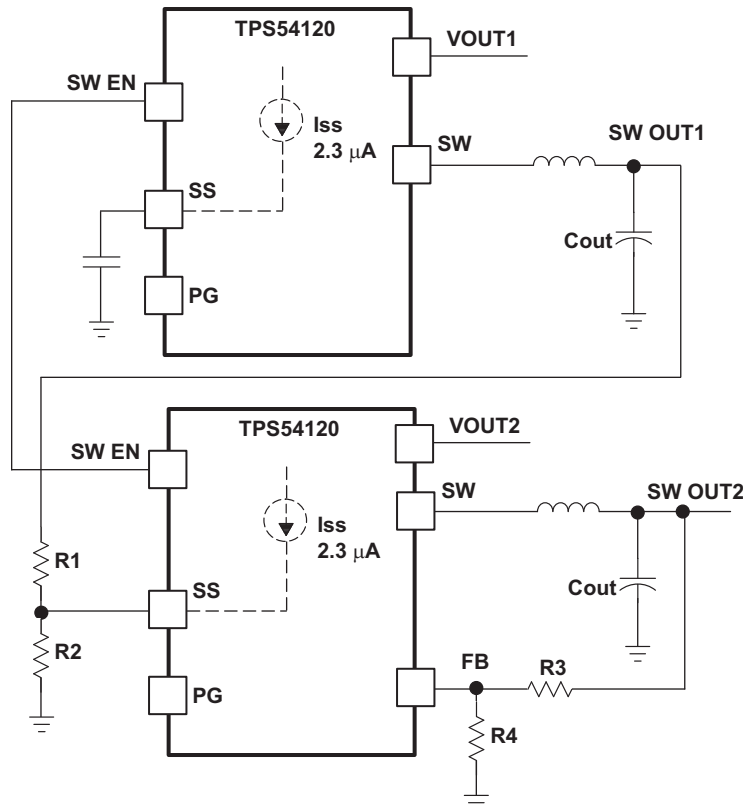 TPS54120
VOUT1
SW EN
Iss
2.3 μA
SW
SW OUT1
SS
Cout
PG
TPS54120
VOUT2
SW EN
SW
SW OUT2
Iss
2.3 μA
R1
SS
Cout
R2
PG
FB
R3
R4